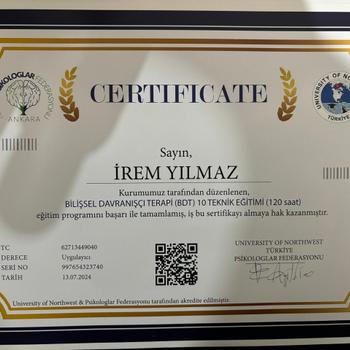 PSİKOLOGLAR FEDERASYONU
ANKARA
UNIVERSITY OF NORTHWEST
TÜRKİYE
CERTIFICATE
Sayın,
İREM YILMAZ
Kurumumuz tarafından düzenlenen,
BİLİŞSEL DAVRANIŞÇI TERAPİ (BDT) 10 TEKNİK EĞİTİMİ (120 saat)
eğitim programını başarı ile tamamlamış, iş bu sertifikayı almaya hak kazanmıştır.
TC 62713449040
DERECE Uygulayıcı
SERİ NO 997654323740
TARİH 13.07.2024
UNIVERSITY OF NORTHWEST
TÜRKİYE
PSİKOLOGLAR FEDERASYONU
University of Northwest & Psikologlar Federasyonu tarafından akredite edilmiştir.